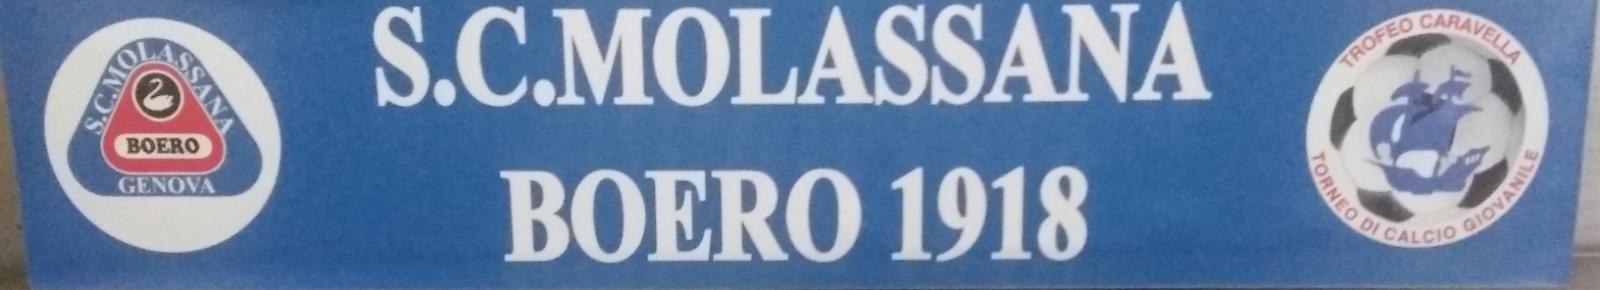 S.C.MOLASSANA
BOERO
GENOVA
S.C.MOLASSANA
BOERO 1918
TROFEO CARAVELLA
TORNEO DI CALCIO GIOVANILE